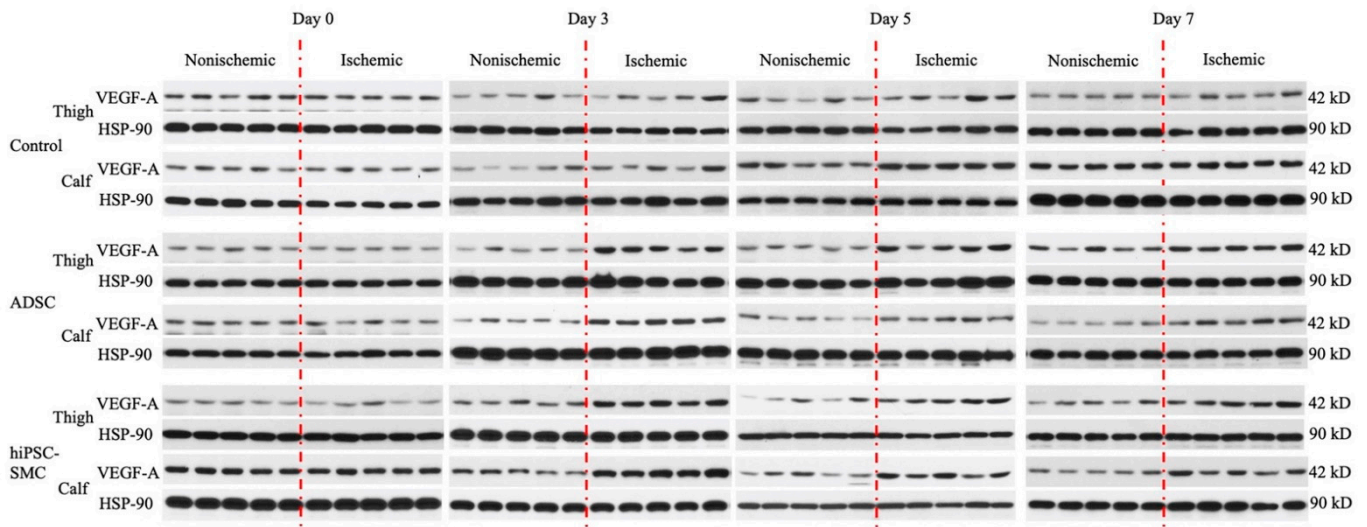 Day 0 Day 3 Day 5 Day 7
Nonischemic Ischemic Nonischemic Ischemic Nonischemic Ischemic Nonischemic Ischemic
Control
Thigh
VEGF-A 42 kD
HSP-90 90 kD
Calf
VEGF-A 42 kD
HSP-90 90 kD
ADSC
Thigh
VEGF-A 42 kD
HSP-90 90 kD
Calf
VEGF-A 42 kD
HSP-90 90 kD
hiPSC-
SMC
Thigh
VEGF-A 42 kD
HSP-90 90 kD
Calf
VEGF-A 42 kD
HSP-90 90 kD